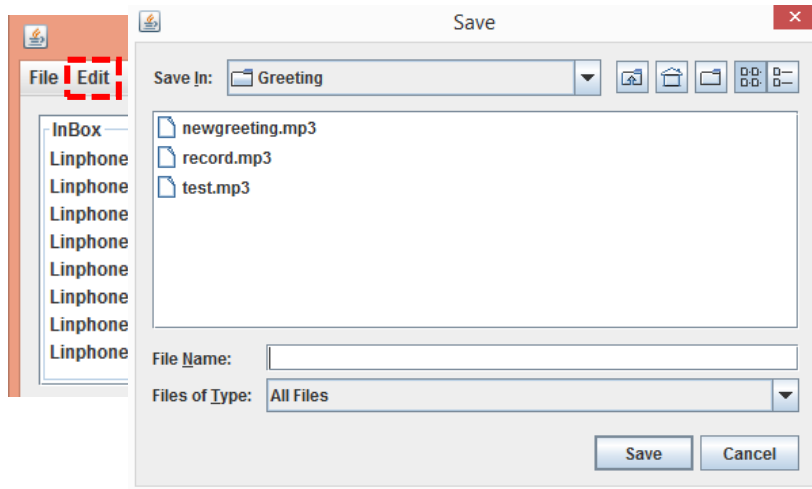 Save
File Edit
Save In: Greeting
InBox
Linphone
Linphone
Linphone
Linphone
Linphone
Linphone
Linphone
Linphone
newgreeting.mp3
record.mp3
test.mp3
File Name:
Files of Type: All Files
Save Cancel